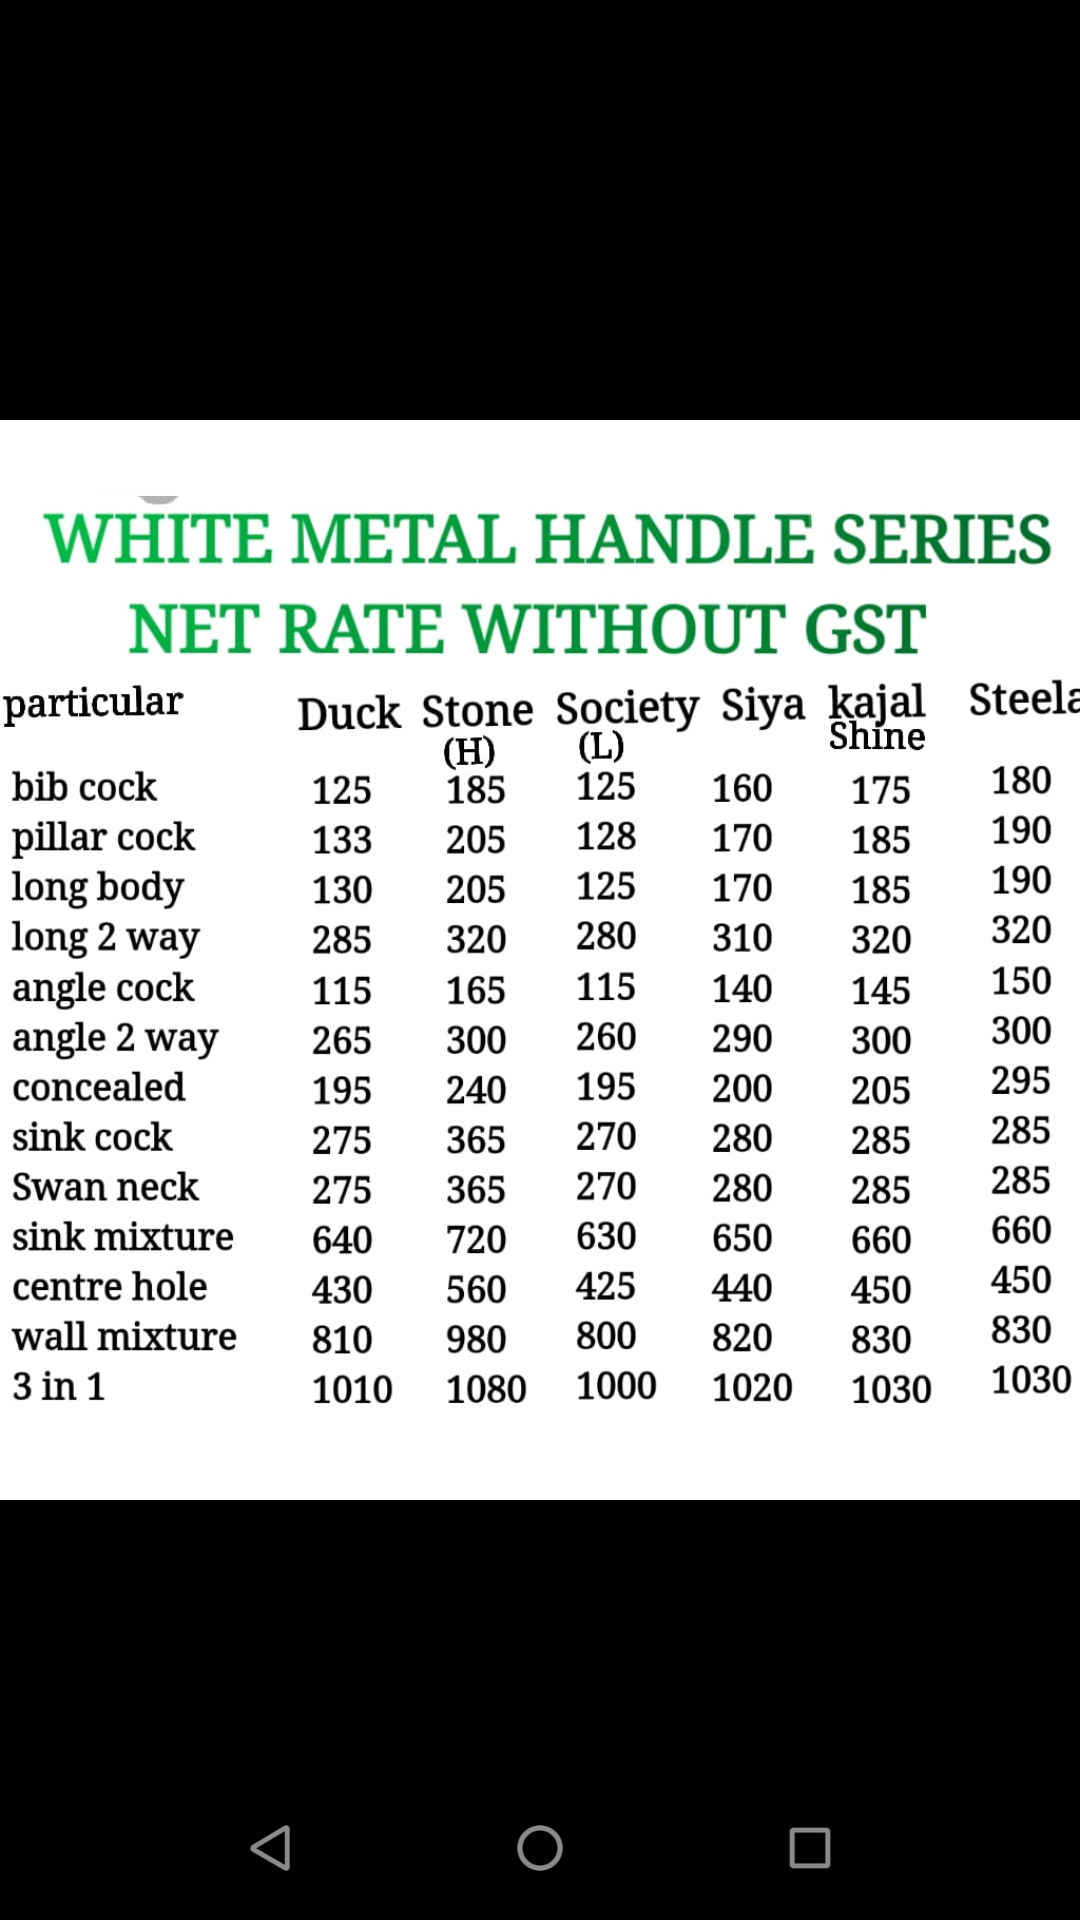 WHITE METAL HANDLE SERIES
NET RATE WITHOUT GST
particular Duck Stone (H) Society (L) Siya kajal Shine Steela
bib cock 125 185 125 160 175 180
pillar cock 133 205 128 170 185 190
long body 130 205 125 170 185 190
long 2 way 285 320 280 310 320 320
angle cock 115 165 115 140 145 150
angle 2 way 265 300 260 290 300 300
concealed 195 240 195 200 205 295
sink cock 275 365 270 280 285 285
Swan neck 275 365 270 280 285 285
sink mixture 640 720 630 650 660 660
centre hole 430 560 425 440 450 450
wall mixture 810 980 800 820 830 830
3 in 1 1010 1080 1000 1020 1030 1030